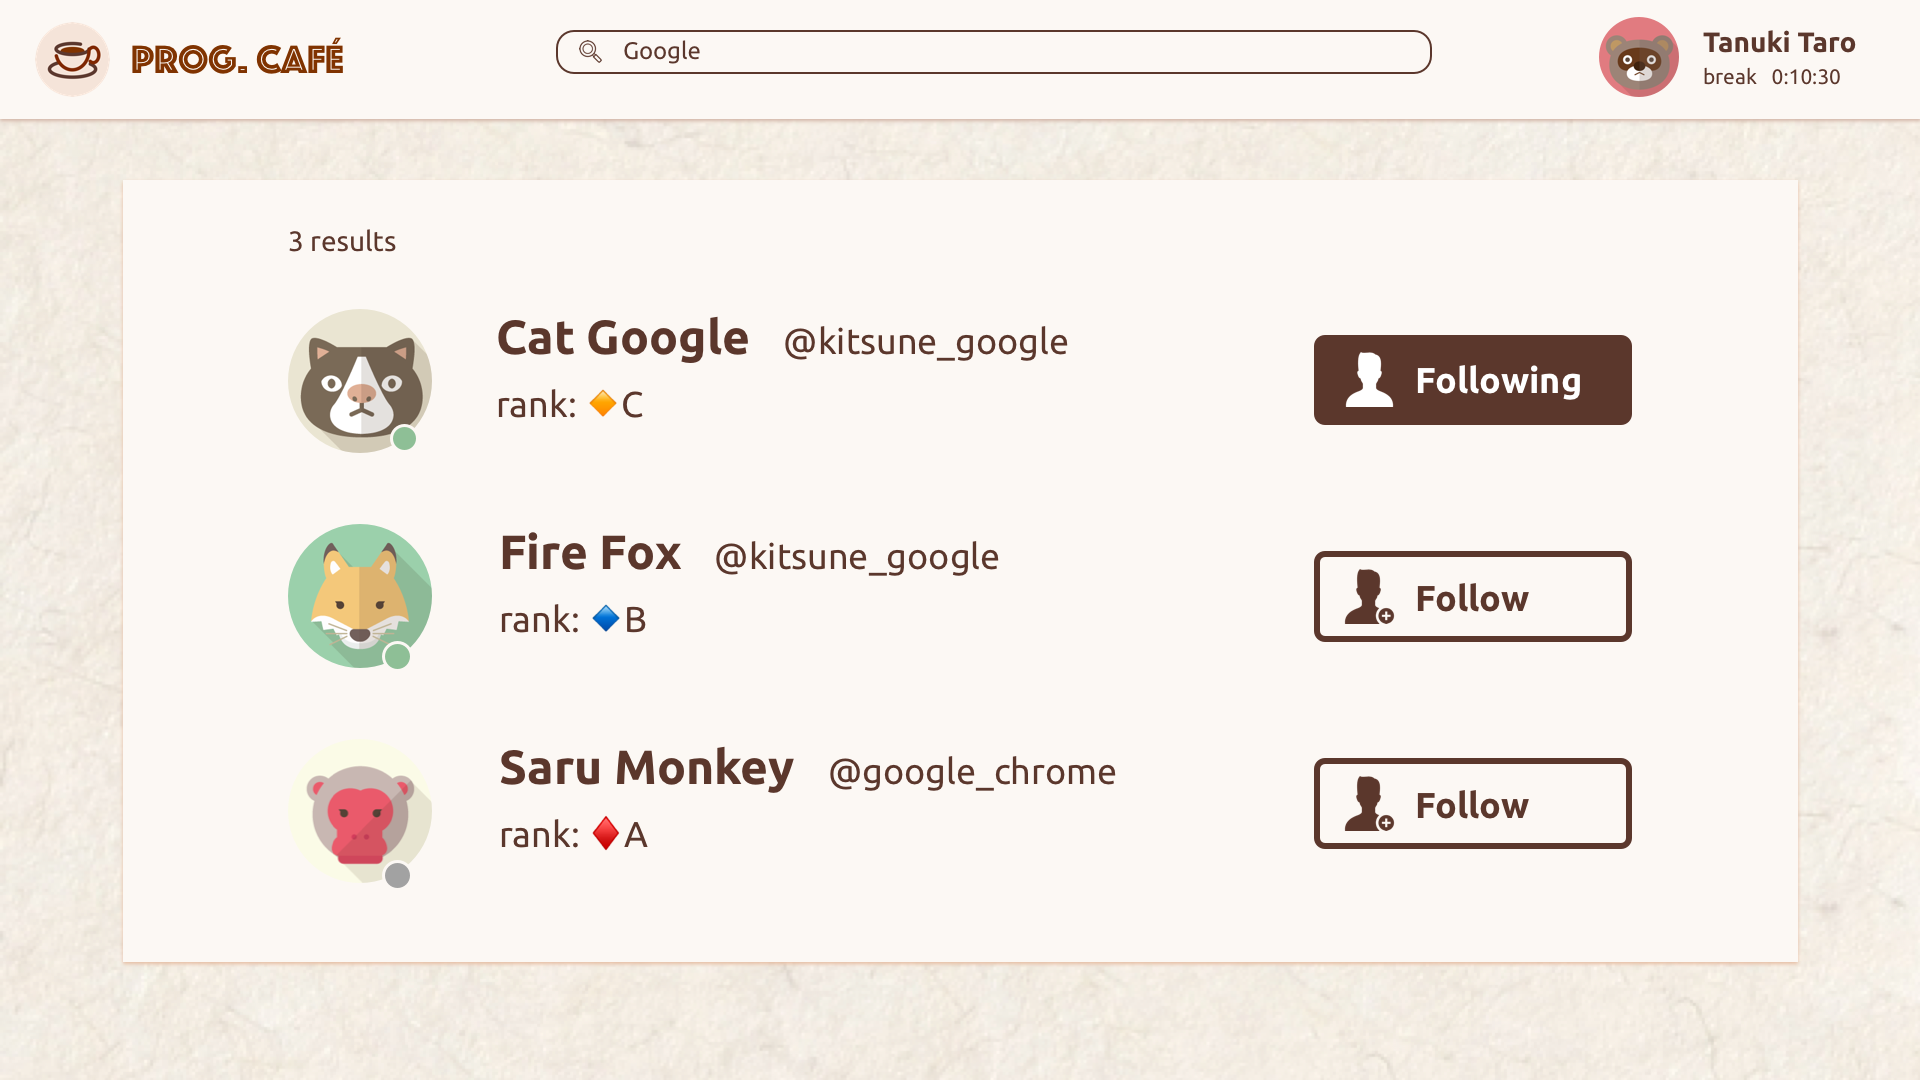 PROG. CAFÉ
Google
Tanuki Taro
break 0:10:30
3 results
Cat Google @kitsune_google
rank: 🔶C
Following
Fire Fox @kitsune_google
rank: 🔷B
Follow
Saru Monkey @google_chrome
rank: ♦️A
Follow